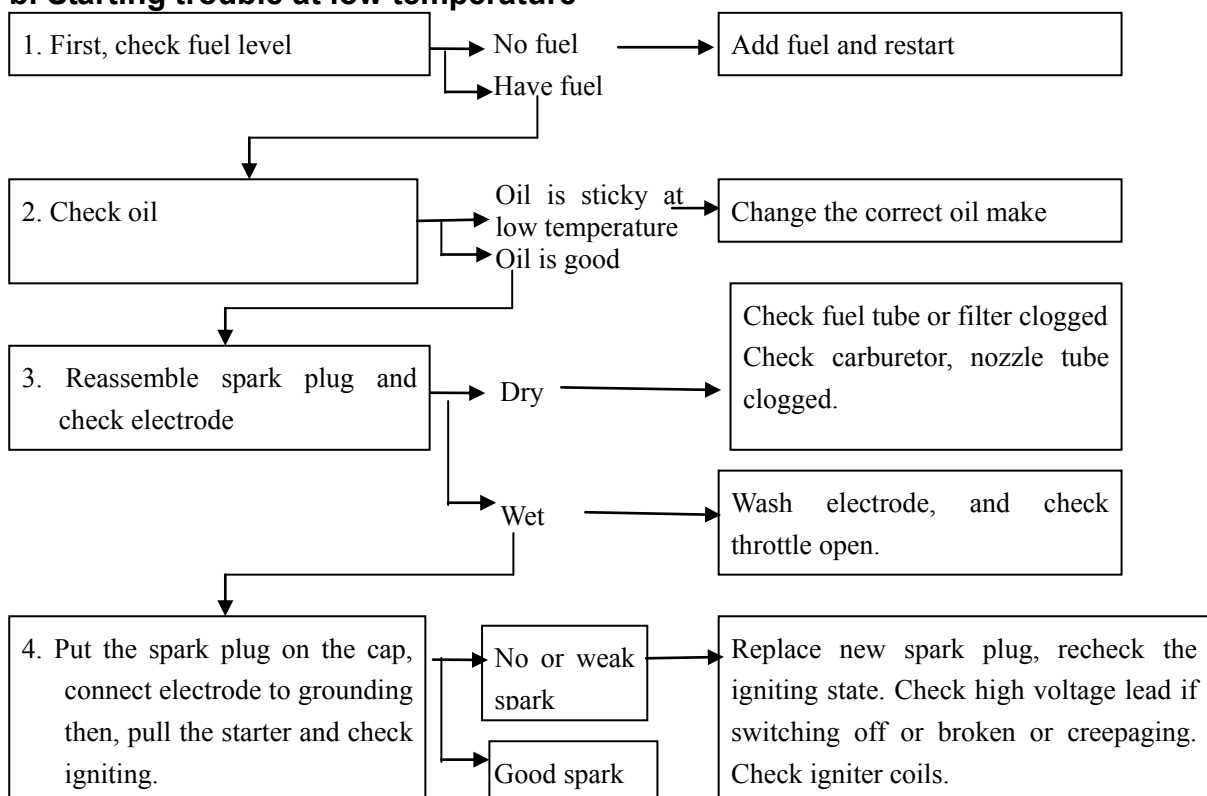 b. Starting trouble at low temperature
1. First, check fuel level
No fuel
Add fuel and restart
Have fuel
2. Check oil
Oil is sticky at
low temperature
Change the correct oil make
Oil is good
3. Reassemble spark plug and
check electrode
Dry
Check fuel tube or filter clogged
Check carburetor, nozzle tube
clogged.
Wet
Wash electrode, and check
throttle open.
4. Put the spark plug on the cap,
connect electrode to grounding
then, pull the starter and check
igniting.
No or weak
spark
Good spark
Replace new spark plug, recheck the
igniting state. Check high voltage lead if
switching off or broken or creepaging.
Check igniter coils.